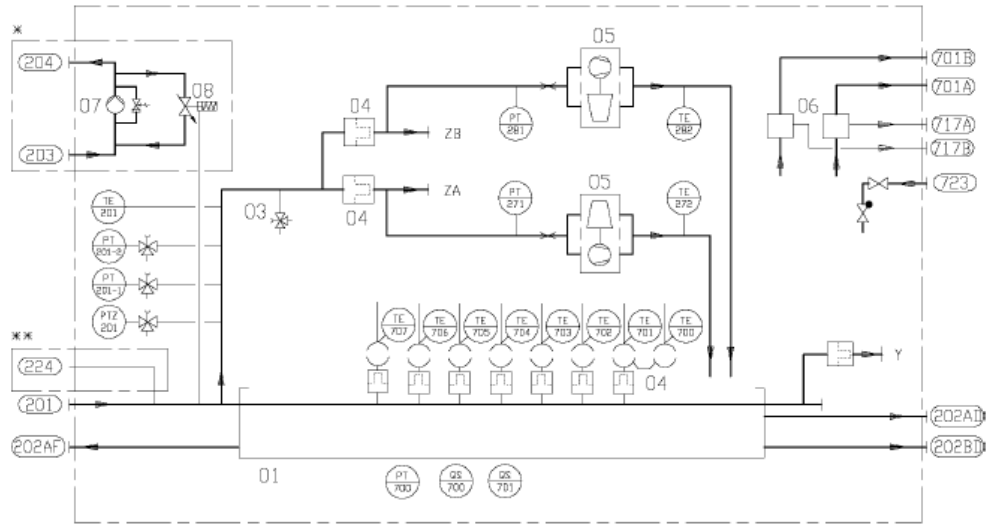 *
204
07
08
203
TE
201
PT
201-2
PT
201-1
PTZ
201
**
224
201
202AF
01
03
04
04
ZB
ZA
PT
281
05
TE
282
PT
271
05
TE
272
TE
707
TE
706
TE
705
TE
704
TE
703
TE
702
TE
701
TE
700
04
PT
700
QS
700
QS
701
06
701B
701A
717A
717B
723
Y
202AD
202BD